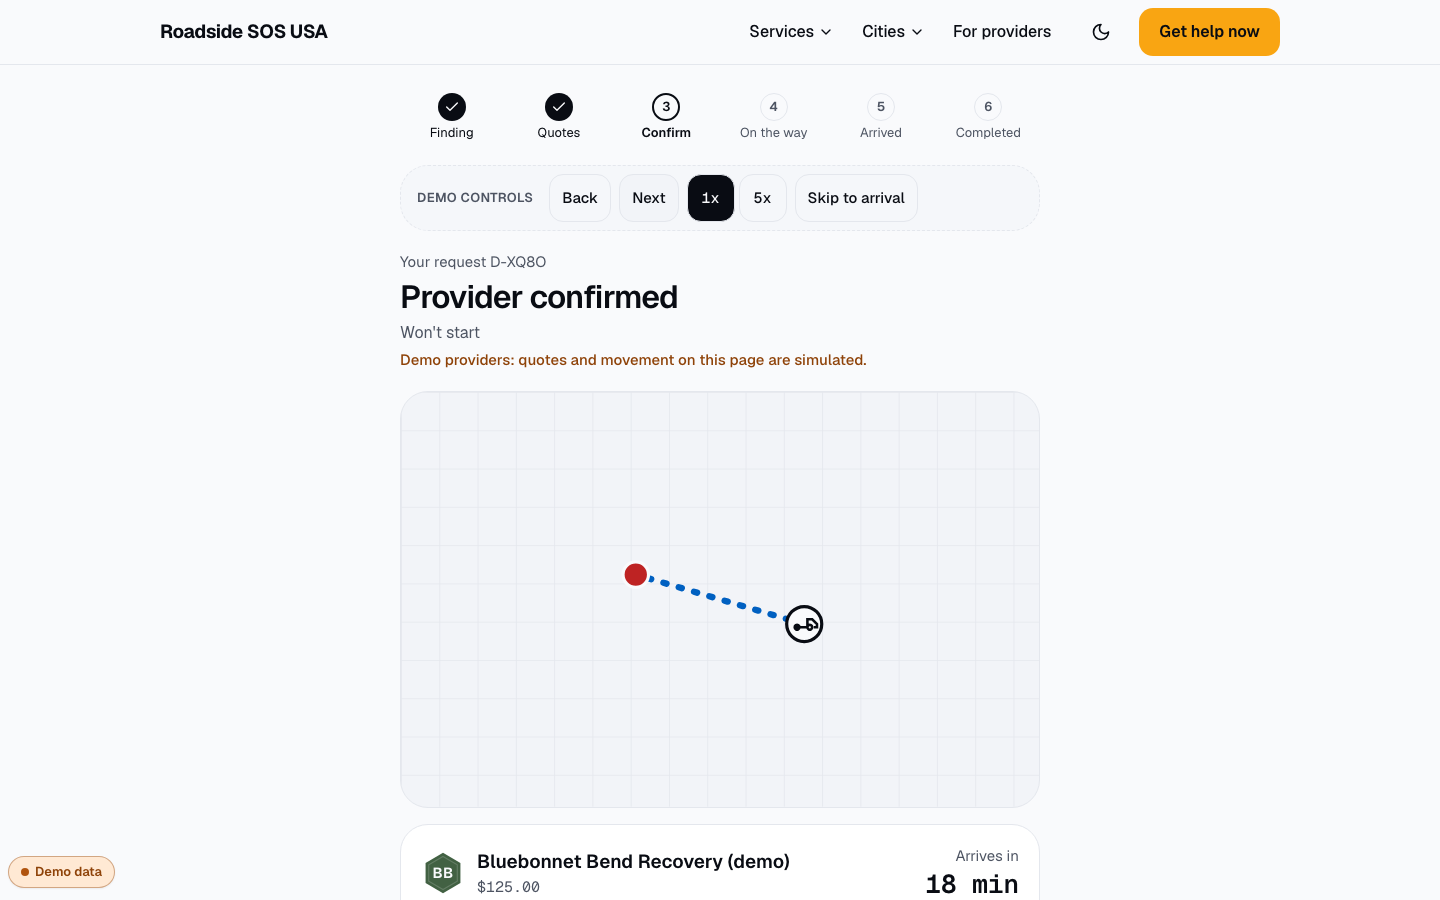 Roadside SOS USA
Services
Cities
For providers
Get help now
3
4
5
6
Finding
Quotes
Confirm
On the way
Arrived
Completed
DEMO CONTROLS
Back
Next
1x
5x
Skip to arrival
Your request D-XQ8O
Provider confirmed
Won't start
Demo providers: quotes and movement on this page are simulated.
BB
Bluebonnet Bend Recovery (demo)
$125.00
Arrives in
18 min
Demo data